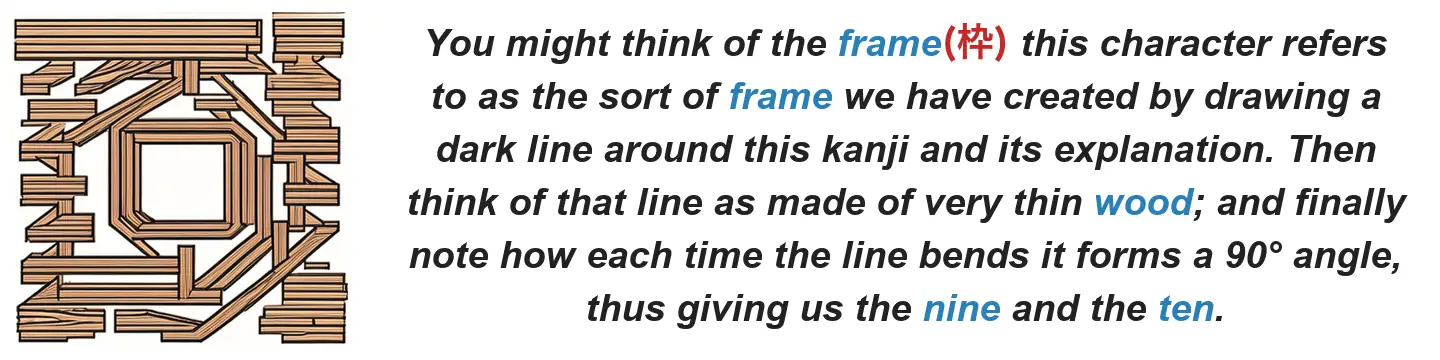 You might think of the frame(枠) this character refers
to as the sort of frame we have created by drawing a
dark line around this kanji and its explanation. Then
think of that line as made of very thin wood; and finally
note how each time the line bends it forms a 90° angle,
thus giving us the nine and the ten.